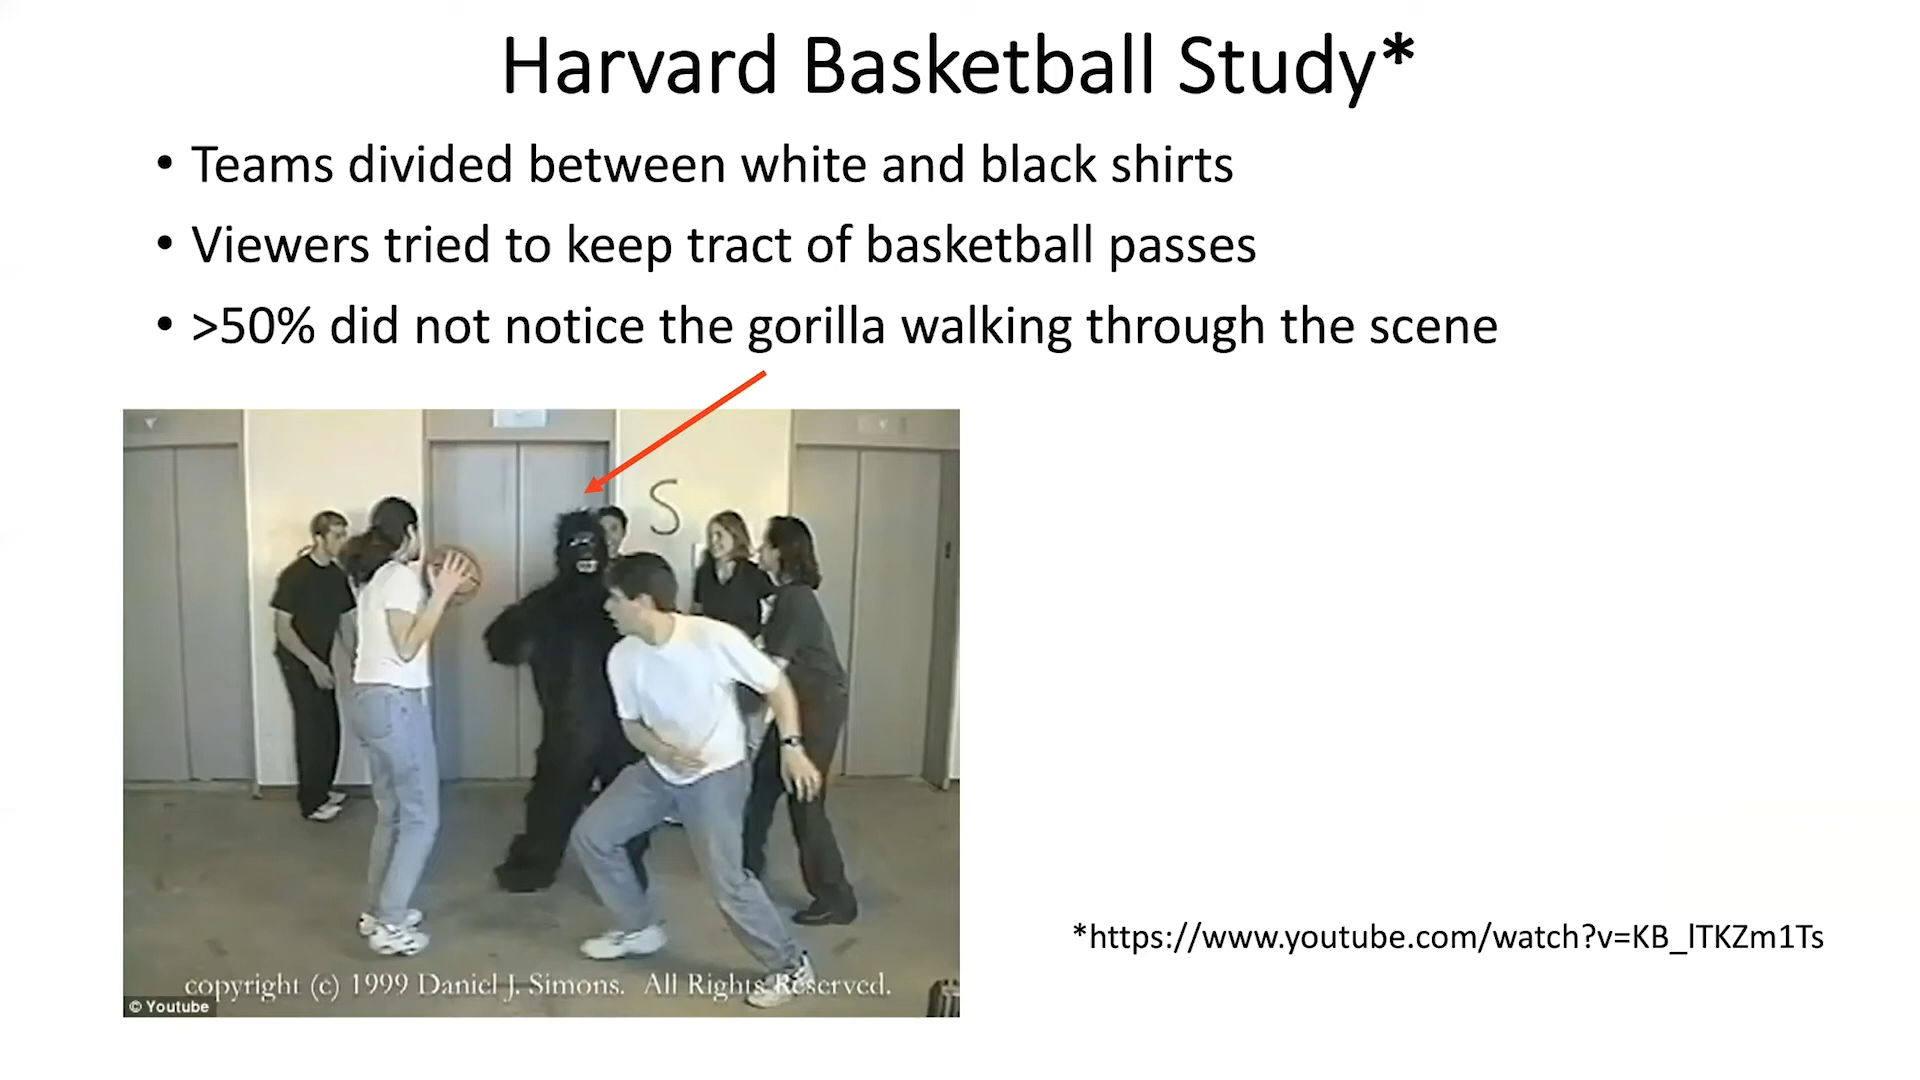 Harvard Basketball Study*
• Teams divided between white and black shirts
• Viewers tried to keep tract of basketball passes
• >50% did not notice the gorilla walking through the scene
S
*https://www.youtube.com/watch?v=KB_lTKZm1Ts
copyright (c) 1999 Daniel J. Simons. All Rights Reserved.
© Youtube